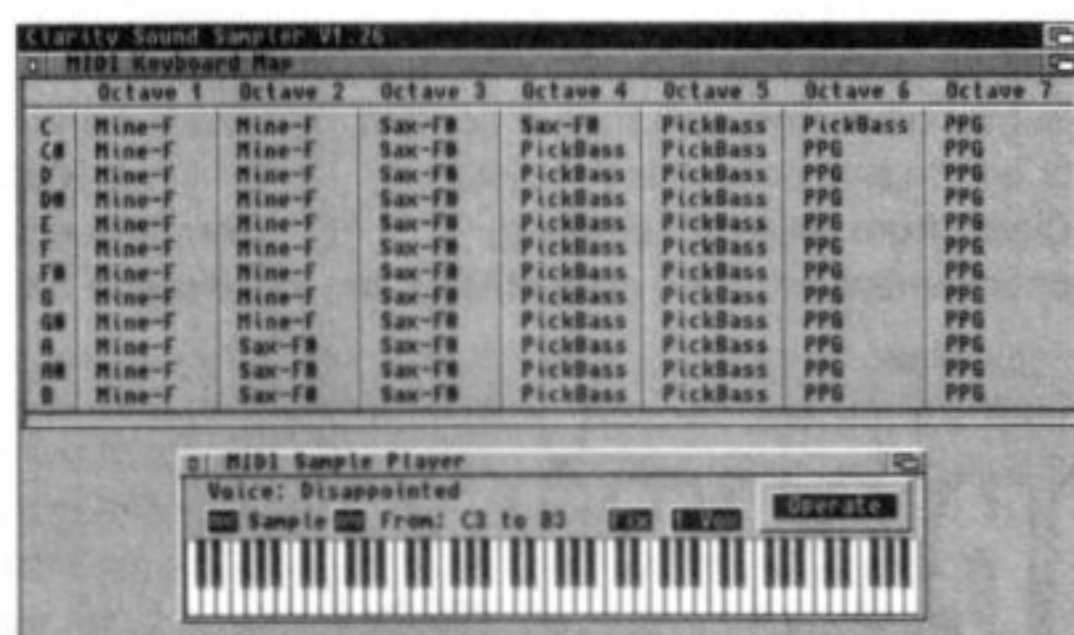 Clarity Sound Sampler V1.26
MIDI Keyboard Map
Octave 1 Octave 2 Octave 3 Octave 4 Octave 5 Octave 6 Octave 7
C Mine-F Mine-F Sax-F# Sax-F# PickBass PickBass PPG
C# Mine-F Mine-F Sax-F# PickBass PickBass PPG PPG
D Mine-F Mine-F Sax-F# PickBass PickBass PPG PPG
D# Mine-F Mine-F Sax-F# PickBass PickBass PPG PPG
E Mine-F Mine-F Sax-F# PickBass PickBass PPG PPG
F Mine-F Mine-F Sax-F# PickBass PickBass PPG PPG
F# Mine-F Mine-F Sax-F# PickBass PickBass PPG PPG
G Mine-F Mine-F Sax-F# PickBass PickBass PPG PPG
G# Mine-F Mine-F Sax-F# PickBass PickBass PPG PPG
A Mine-F Sax-F# Sax-F# PickBass PickBass PPG PPG
A# Mine-F Sax-F# Sax-F# PickBass PickBass PPG PPG
B Mine-F Sax-F# Sax-F# PickBass PickBass PPG PPG
MIDI Sample Player
Voice: Disappointed
Sample From: C3 to B3 Fix Operate